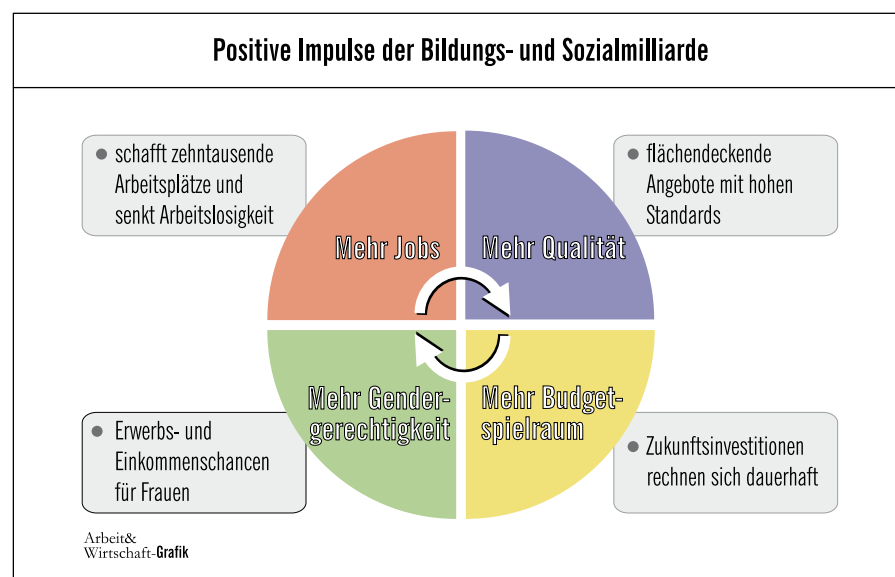 Positive Impulse der Bildungs- und Sozialmilliarde
● schafft zehntausende
Arbeitsplätze und
senkt Arbeitslosigkeit
● flächendeckende
Angebote mit hohen
Standards
Mehr Jobs
Mehr Qualität
Mehr Gender-
gerechtigkeit
Mehr Budget-
spielraum
● Erwerbs- und
Einkommenschancen
für Frauen
● Zukunftsinvestitionen
rechnen sich dauerhaft
Arbeit&
Wirtschaft-Grafik